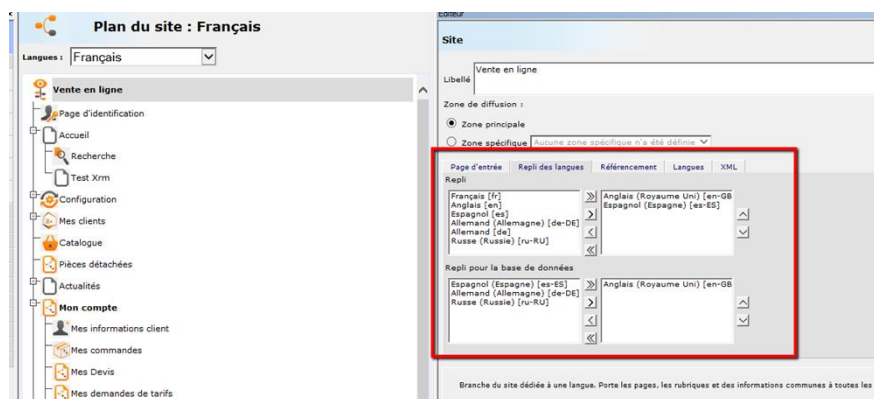 Plan du site : Français
Langues : Français
Vente en ligne
Page d'identification
Accueil
Recherche
Test Xrm
Configuration
Mes clients
Catalogue
Pièces détachées
Actualités
Mon compte
Mes informations client
Mes commandes
Mes Devis
Mes demandes de tarifs
Editeur
Site
Libellé
Vente en ligne
Zone de diffusion :
Zone principale
Zone spécifique Aucune zone spécifique n'a été définie
Page d'entrée Repli des langues Référencement Langues XML
Repli
Français [fr]
Anglais [en]
Espagnol [es]
Allemand (Allemagne) [de-DE]
Allemand [de]
Russe (Russie) [ru-RU]
Anglais (Royaume Uni) [en-GB
Espagnol (Espagne) [es-ES]
Repli pour la base de données
Espagnol (Espagne) [es-ES]
Allemand (Allemagne) [de-DE]
Russe (Russie) [ru-RU]
Anglais (Royaume Uni) [en-GB
Branche du site dédiée à une langue. Porte les pages, les rubriques et des informations communes à toutes les